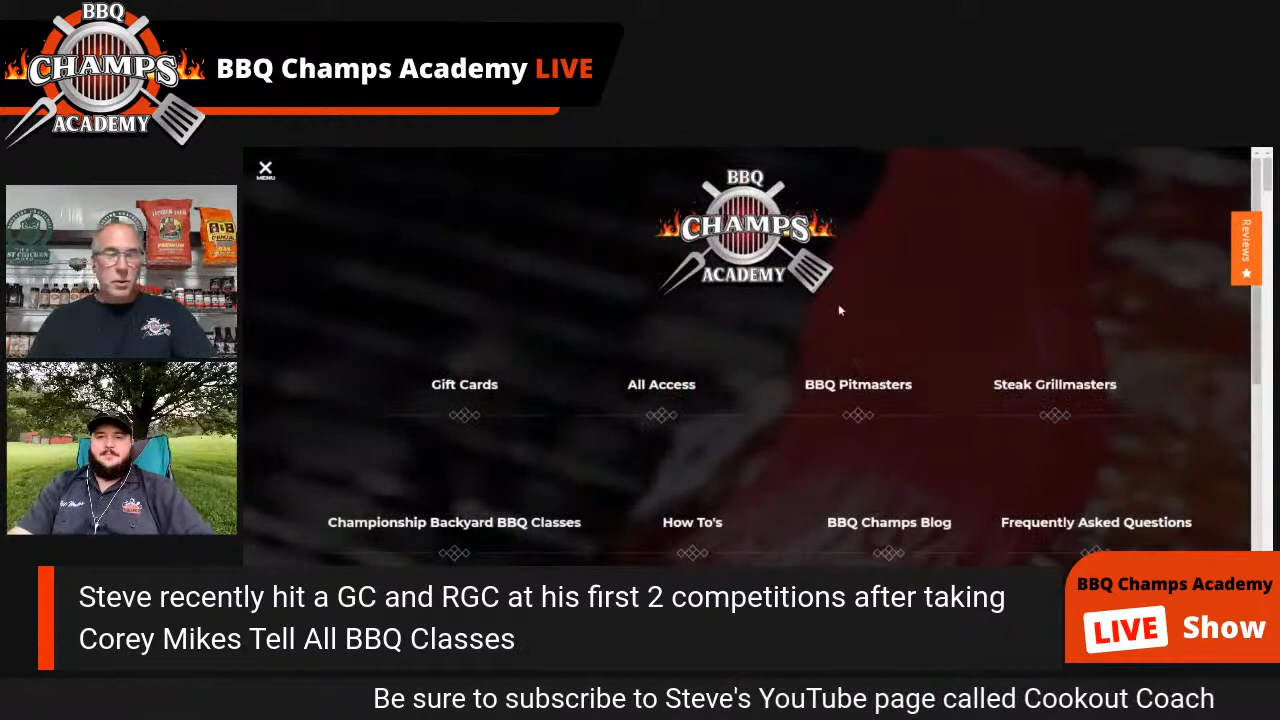 BBQ
CHAMPS
ACADEMY
BBQ Champs Academy LIVE
MENU
BBQ
CHAMPS
ACADEMY
Reviews
Gift Cards
All Access
BBQ Pitmasters
Steak Grillmasters
Championship Backyard BBQ Classes
How To's
BBQ Champs Blog
Frequently Asked Questions
Steve recently hit a GC and RGC at his first 2 competitions after taking
Corey Mikes Tell All BBQ Classes
BBQ Champs Academy
LIVE Show
Be sure to subscribe to Steve's YouTube page called Cookout Coach